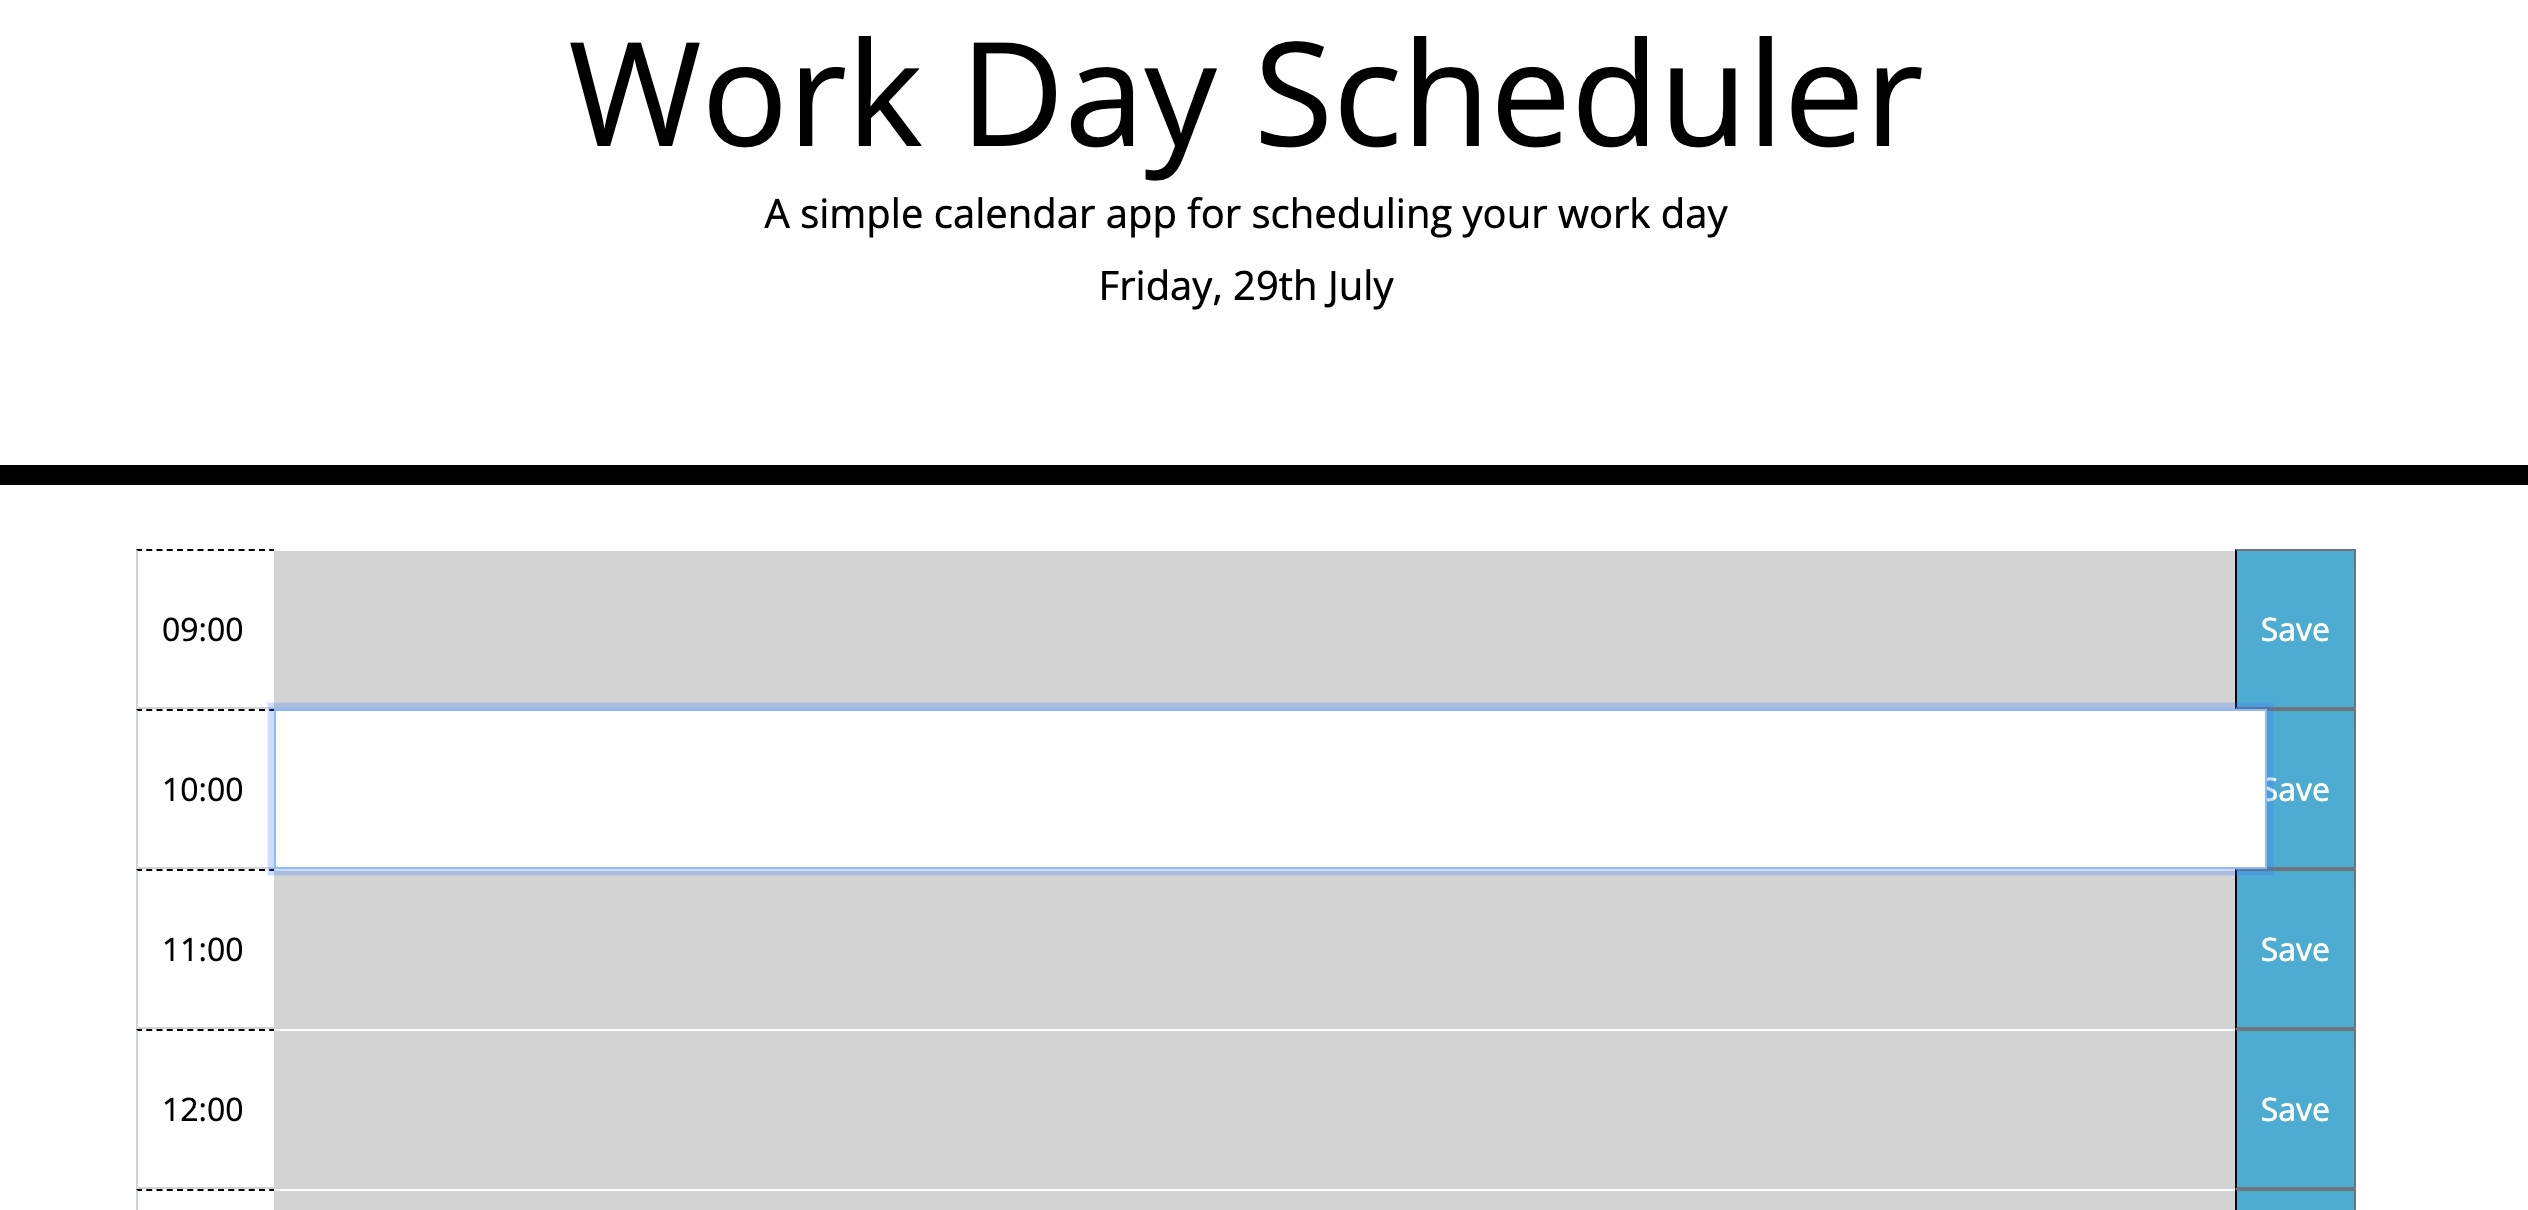 Work Day Scheduler
A simple calendar app for scheduling your work day
Friday, 29th July
09:00 Save
10:00 Save
11:00 Save
12:00 Save